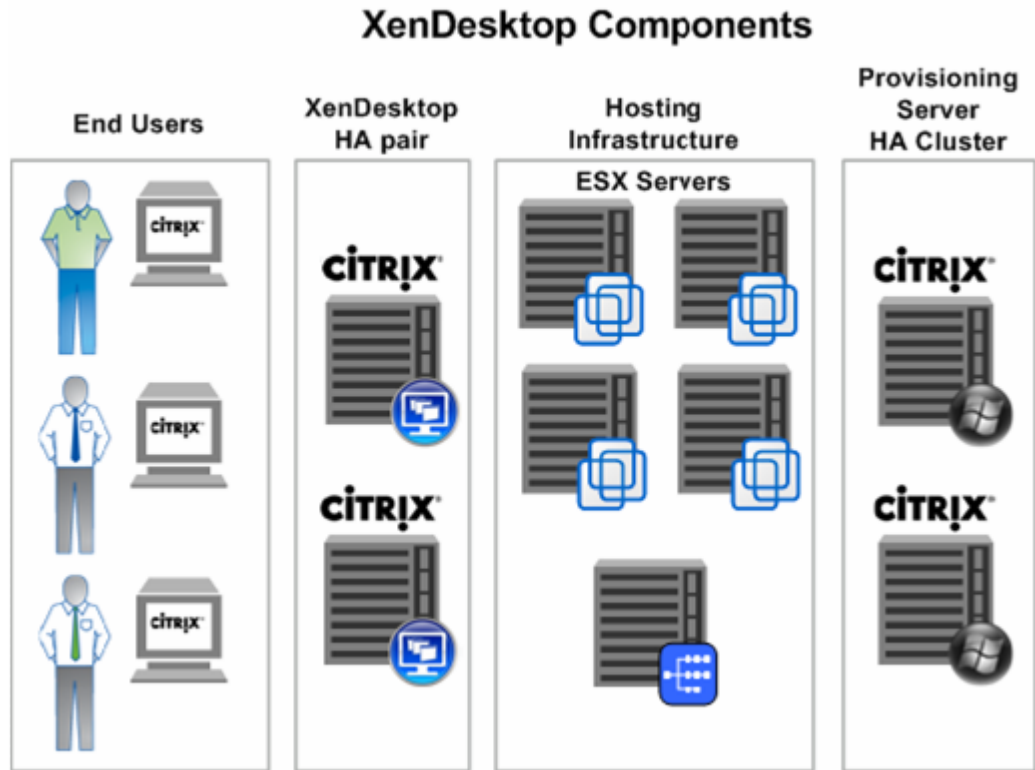 XenDesktop Components
End Users
XenDesktop
HA pair
Hosting
Infrastructure
Provisioning
Server
HA Cluster
CiTRIX
CiTRIX
CiTRIX
CiTRIX
CiTRIX
ESX Servers
CiTRIX
CiTRIX